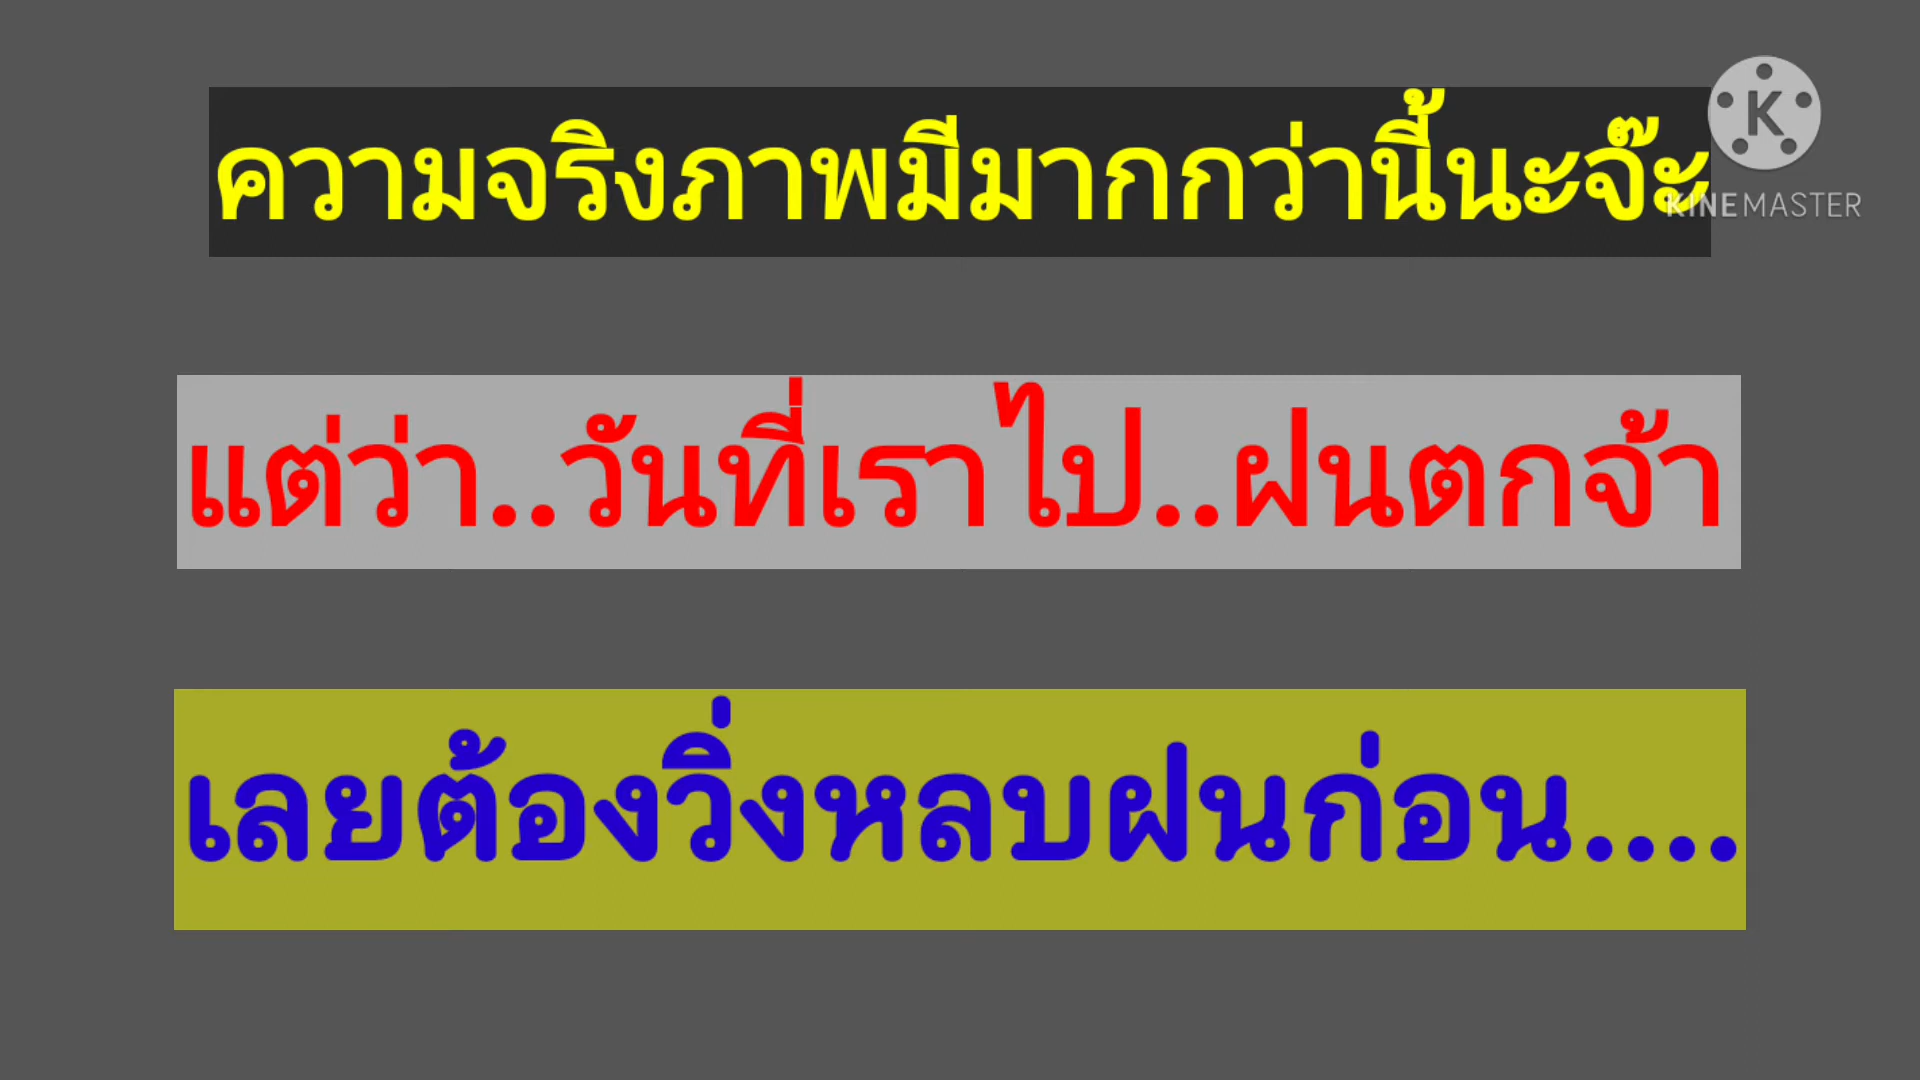 ความจริงภาพมีมากกว่านี้นะจ๊ะ
K
KINEMASTER
แต่ว่า..วันที่เราไป..ฝนตกจ้า
เลยต้องวิ่งหลบฝนก่อน....